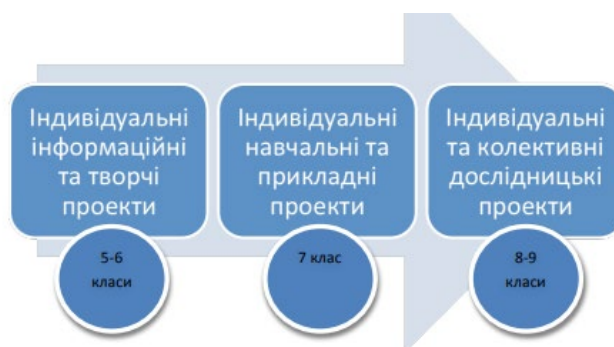 Індивідуальні
інформаційні
та творчі
проекти
5-6
класи
Індивідуальні
навчальні та
прикладні
проекти
7 клас
Індивідуальні
та колективні
дослідницькі
проекти
8-9
класи